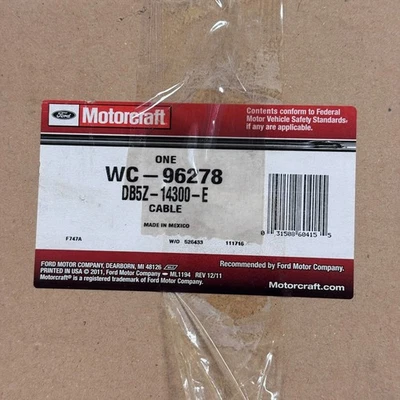 Ford Motorcraft
Contents conform to Federal
Motor Vehicle Safety Standards
If any are applicable.
ONE
WC-96278
DB5Z-14300-E
CABLE
MADE IN MEXICO
F747A
W/O 526433
111716
0 31508 60415 5
FORD MOTOR COMPANY, DEARBORN, MI 48126
PRINTED IN USA © 2011, Ford Motor Company ML1194 REV 12/11
Motorcraft® is a registered trademark of Ford Motor Company.
Recommended by Ford Motor Company.
Motorcraft.com